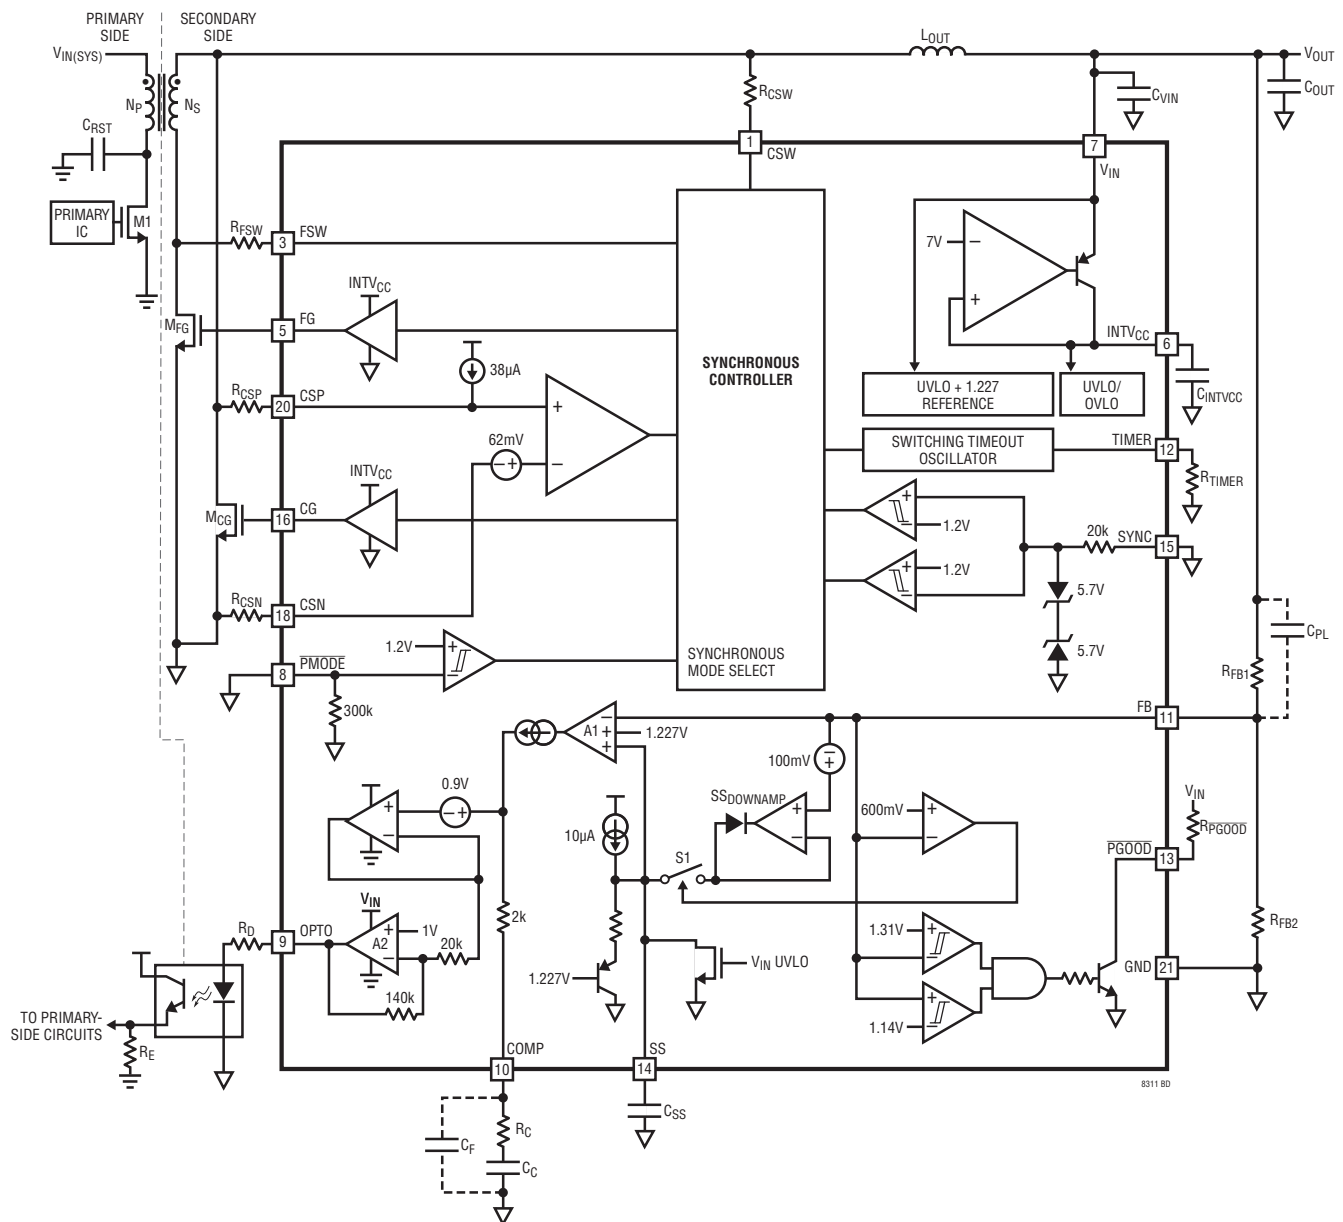 PRIMARY
SIDE
SECONDARY
SIDE
VIN(SYS)
LOUT
VOUT
NP
NS
RCSW
CVIN
COUT
CRST
1
CSW
7
VIN
PRIMARY
IC
M1
RFSW
3
FSW
7V
−
+
INTVCC
MFG
5
FG
INTVCC
6
38µA
SYNCHRONOUS
CONTROLLER
UVLO + 1.227
REFERENCE
UVLO/
OVLO
CINTVCC
RCSP
20
CSP
+
−
62mV
−+
SWITCHING TIMEOUT
OSCILLATOR
TIMER
12
RTIMER
INTVCC
MCG
16
CG
+
−
1.2V
20k
SYNC
15
+
−
1.2V
5.7V
5.7V
RCSN
18
CSN
1.2V
+
−
PMODE
8
300k
SYNCHRONOUS
MODE SELECT
CPL
RFB1
FB
11
A1
−
+
+
1.227V
100mV
−
+
0.9V
−+
+
−
SSDOWNAMP
+
−
600mV
+
−
VIN
RPGOOD
PGOOD
13
10µA
S1
2k
VIN
RD
9
OPTO
A2
+
−
1V
20k
140k
1.227V
VIN UVLO
1.31V
+
−
1.14V
+
−
RFB2
GND
21
TO PRIMARY-
SIDE CIRCUITS
RE
COMP
10
SS
14
8311 BD
CSS
CF
RC
CC